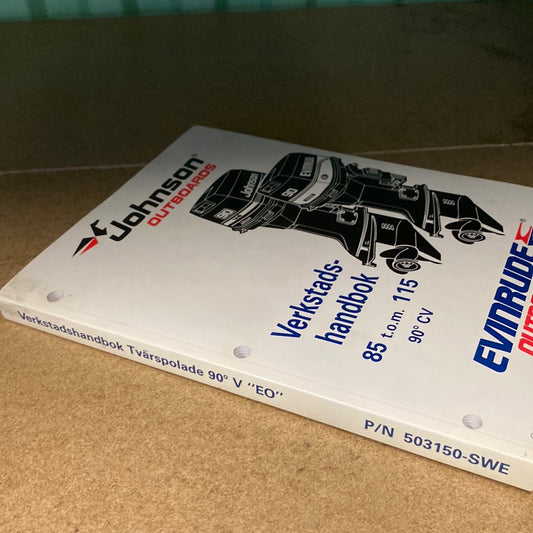 Johnson®
OUTBOARDS
Verkstads-
handbok
85 t.o.m. 115
90° CV
EVINRUDE®
Verkstadshandbok Tvärspolade 90° V "EO"
P/N 503150-SWE